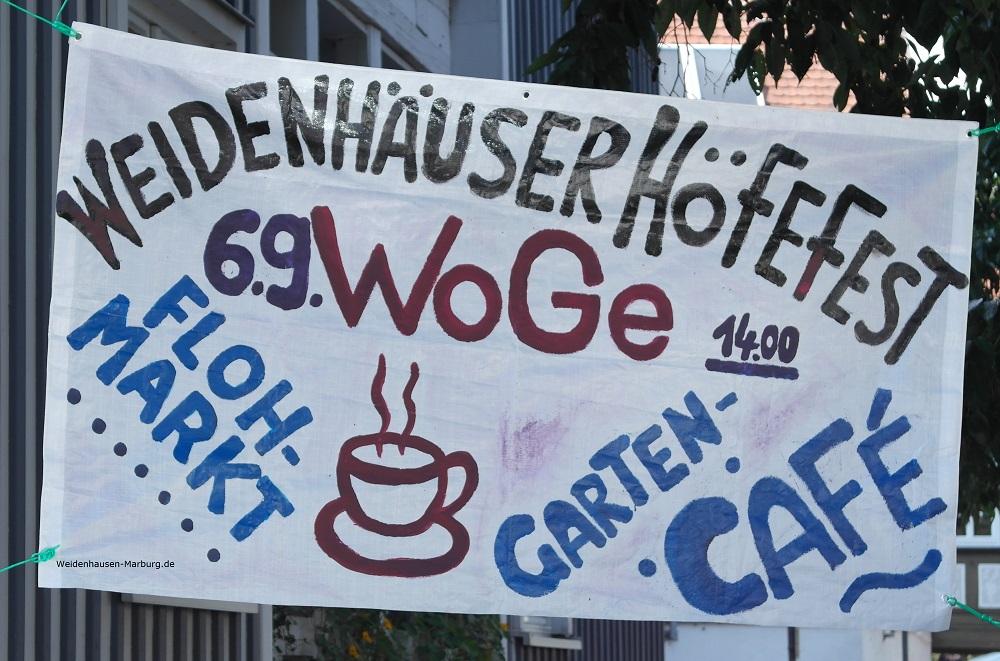 WEIDENHÄUSER HÖFEFEST
6.9. WoGe
14.00
FLOH-
MARKT
GARTEN-
CAFÉ
Weidenhausen-Marburg.de